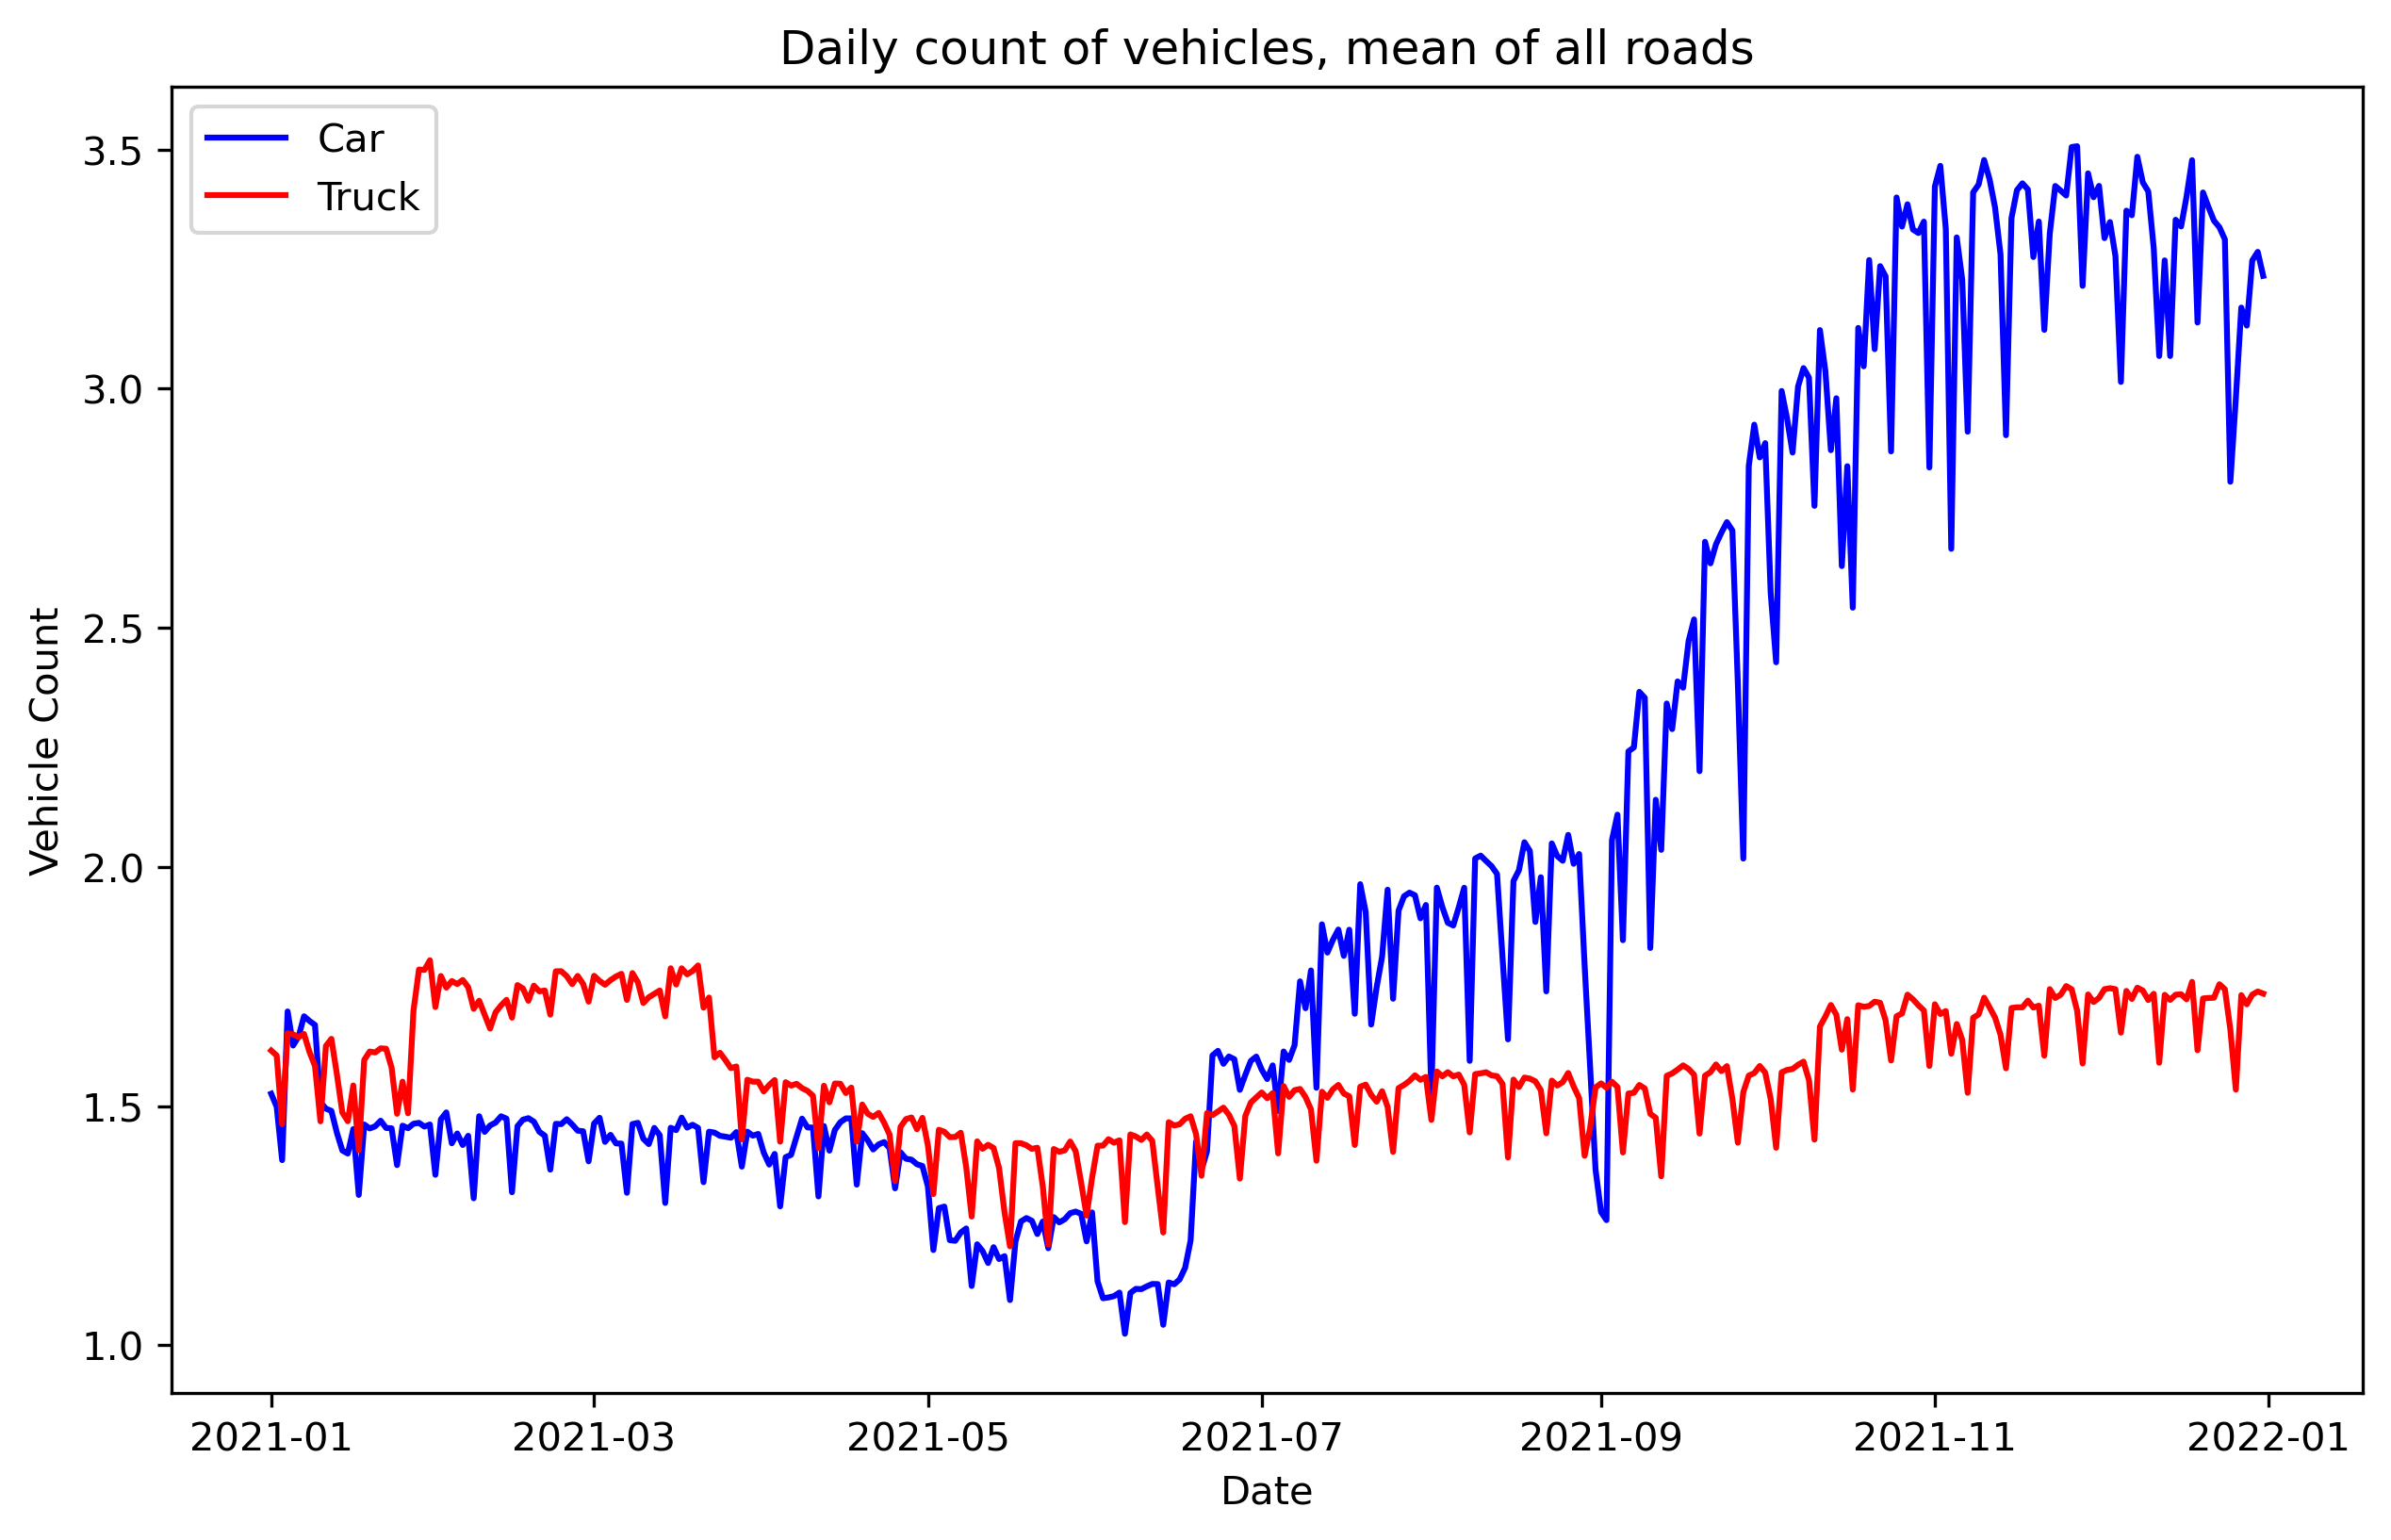 Daily count of vehicles, mean of all roads
Car
Truck
Vehicle Count
3.5
3.0
2.5
2.0
1.5
1.0
2021-01 2021-03 2021-05 2021-07 2021-09 2021-11 2022-01
Date